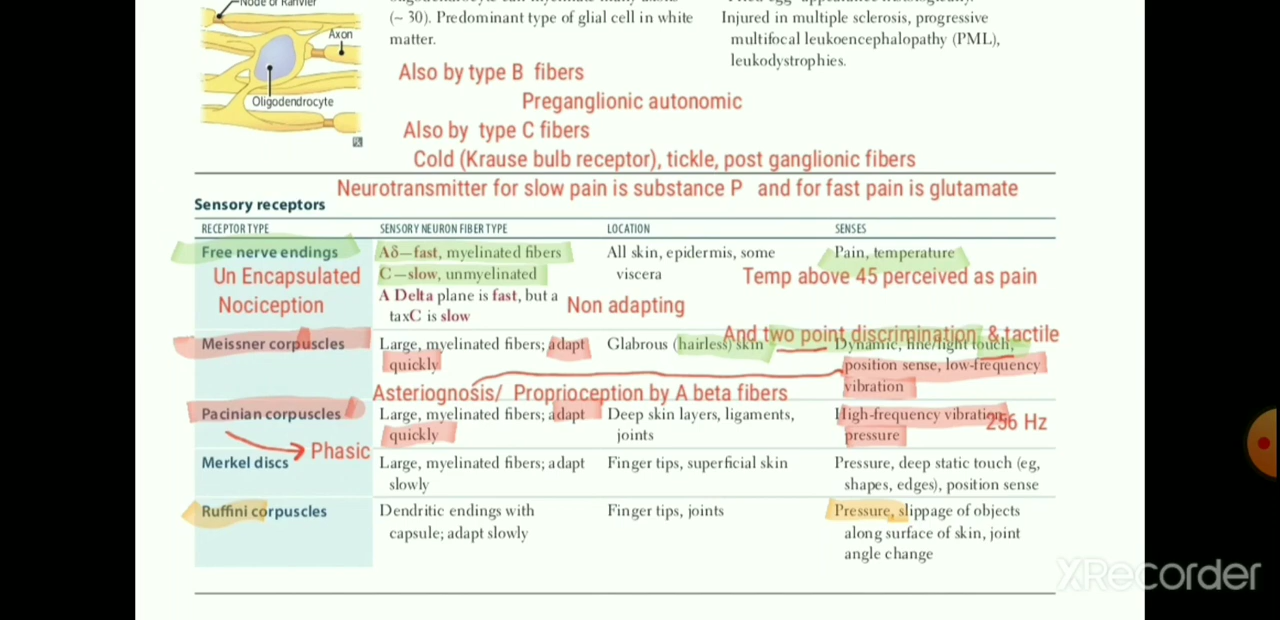 Node of Ranvier
Axon
Oligodendrocyte
(~ 30). Predominant type of glial cell in white
matter.
Injured in multiple sclerosis, progressive
multifocal leukoencephalopathy (PML),
leukodystrophies.
Also by type B fibers
Preganglionic autonomic
Also by type C fibers
Cold (Krause bulb receptor), tickle, post ganglionic fibers
Neurotransmitter for slow pain is substance P and for fast pain is glutamate
Sensory receptors
RECEPTOR TYPE SENSORY NEURON FIBER TYPE LOCATION SENSES
Free nerve endings
Un Encapsulated
Nociception
Aδ—fast, myelinated fibers
C—slow, unmyelinated
A Delta plane is fast, but a
taxC is slow
All skin, epidermis, some
viscera
Non adapting
Pain, temperature
Temp above 45 perceived as pain
Meissner corpuscles
Large, myelinated fibers; adapt
quickly
Glabrous (hairless) skin
And two point discrimination & tactile
Dynamic, fine/light touch,
position sense, low-frequency
vibration
Asteriognosis/ Proprioception by A beta fibers
Pacinian corpuscles
Phasic
Large, myelinated fibers; adapt
quickly
Deep skin layers, ligaments,
joints
High-frequency vibration,
pressure
256 Hz
Merkel discs
Large, myelinated fibers; adapt
slowly
Finger tips, superficial skin
Pressure, deep static touch (eg,
shapes, edges), position sense
Ruffini corpuscles
Dendritic endings with
capsule; adapt slowly
Finger tips, joints
Pressure, slippage of objects
along surface of skin, joint
angle change
XRecorder